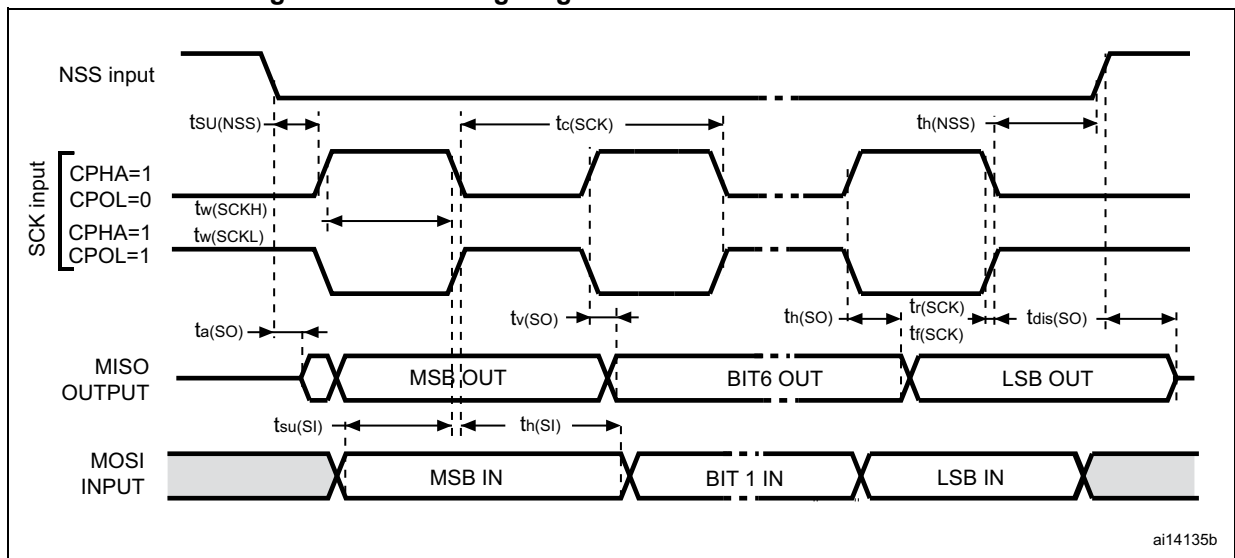 NSS input
tSU(NSS)
tc(SCK)
th(NSS)
SCK input
CPHA=1
CPOL=0
tw(SCKH)
CPHA=1
tw(SCKL)
CPOL=1
ta(SO)
tv(SO)
th(SO)
tr(SCK)
tf(SCK)
tdis(SO)
MISO
OUTPUT
MSB OUT
BIT6 OUT
LSB OUT
tsu(SI)
th(SI)
MOSI
INPUT
MSB IN
BIT 1 IN
LSB IN
ai14135b